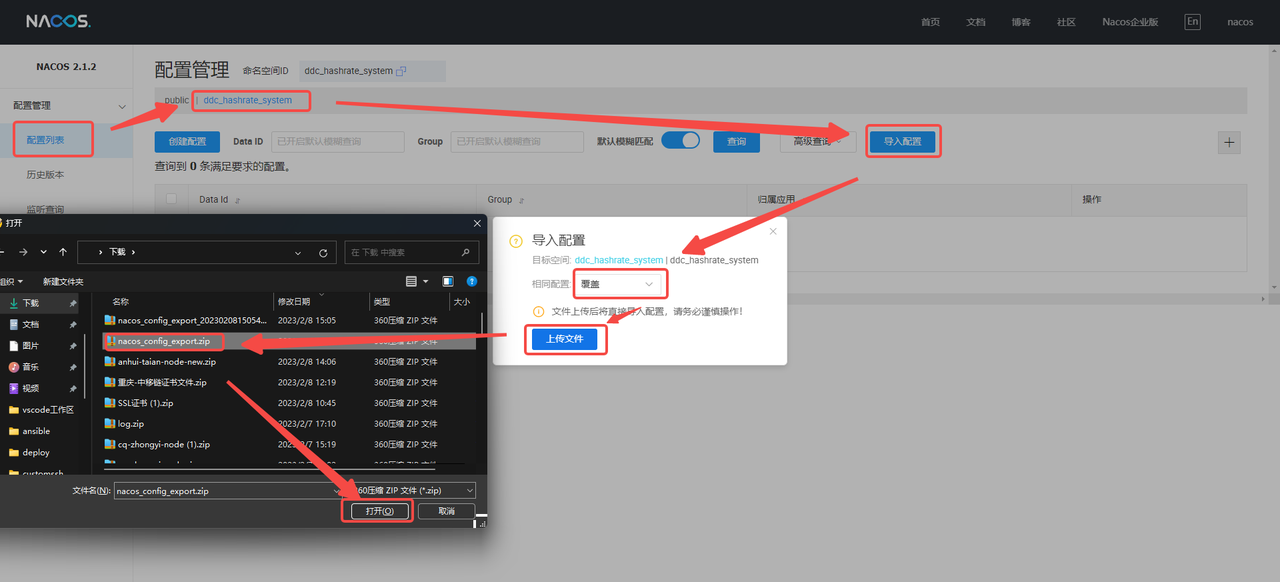 NACOS.
首页 文档 博客 社区 Nacos企业版 En nacos
NACOS 2.1.2
配置管理
配置列表
历史版本
监听查询
配置管理 命名空间ID ddc_hashrate_system
public | ddc_hashrate_system
创建配置 Data ID 已开启默认模糊查询 Group 已开启默认模糊查询 默认模糊匹配 查询 高级查询 导入配置
查询到 0 条满足要求的配置。
Data Id Group 归属应用 操作
导入配置
目标空间: ddc_hashrate_system | ddc_hashrate_system
相同配置: 覆盖
文件上传后将直接导入配置，请务必谨慎操作！
上传文件
打开
下载
在 下载 中搜索
组织 新建文件夹
下载
文档
图片
音乐
视频
vscode工作区
ansible
deploy
customssh
名称 修改日期 类型 大小
nacos_config_export_2023020815054... 2023/2/8 15:05 360压缩 ZIP 文件
nacos_config_export.zip 360压缩 ZIP 文件
anhui-taian-node-new.zip 2023/2/8 14:06 360压缩 ZIP 文件
重庆-中移链证书文件.zip 2023/2/8 12:19 360压缩 ZIP 文件
SSL证书 (1).zip 2023/2/8 10:45 360压缩 ZIP 文件
log.zip 2023/2/7 17:10 360压缩 ZIP 文件
cq-zhongyi-node (1).zip 2023/2/7 15:19 360压缩 ZIP 文件
文件名(N): nacos_config_export.zip 360压缩 ZIP 文件 (*.zip)
打开(O) 取消